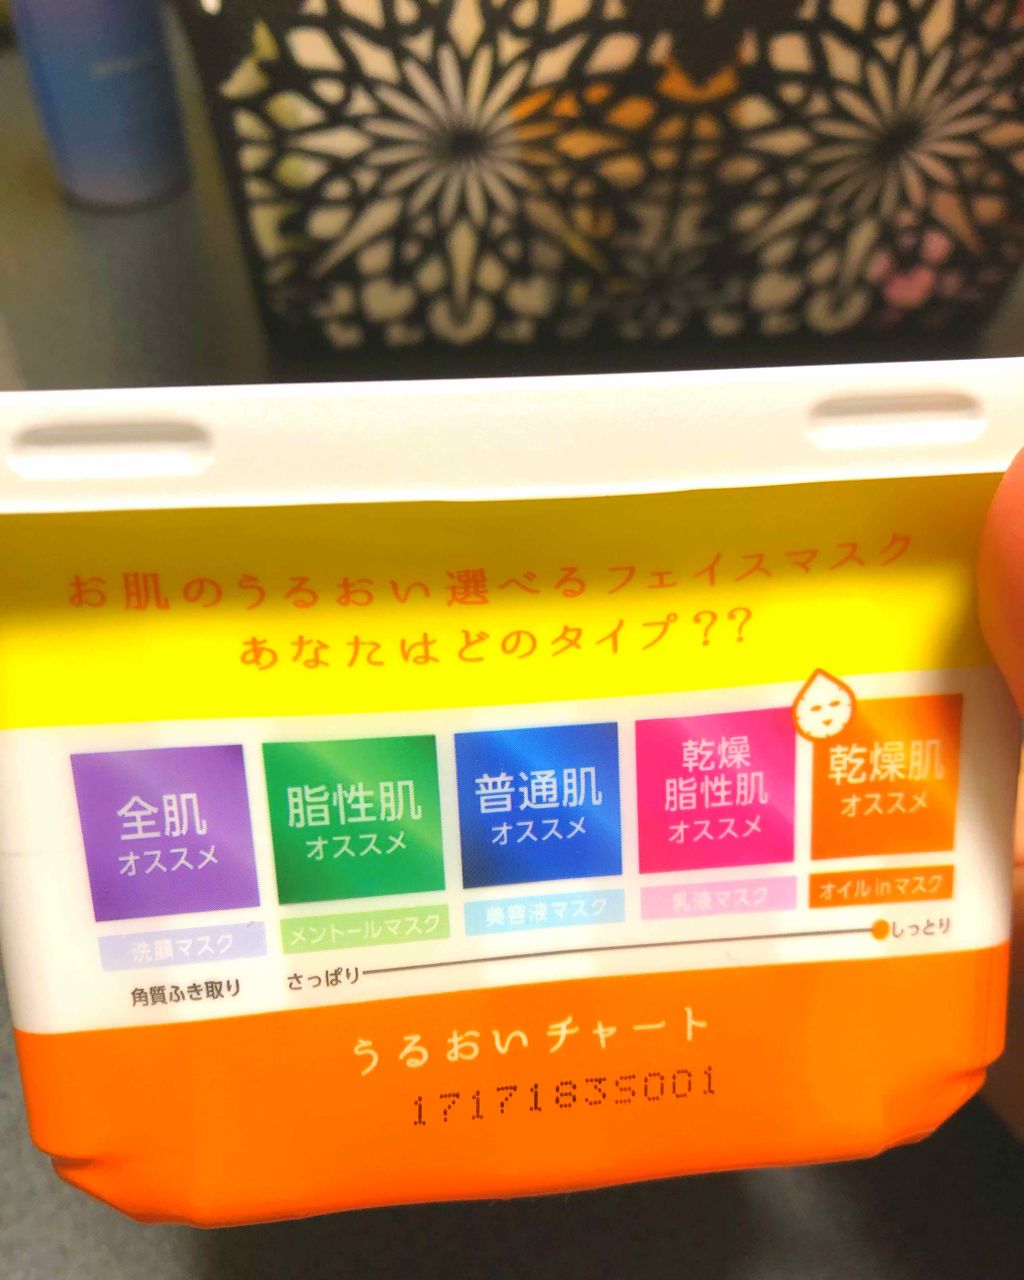 お肌のうるおい選べるフェイスマスク
あなたはどのタイプ??
全肌
オススメ
洗顔マスク
角質ふき取り
脂性肌
オススメ
メントールマスク
普通肌
オススメ
美容液マスク
乾燥
脂性肌
オススメ
乳液マスク
乾燥肌
オススメ
オイルinマスク
さっぱり
しっとり
うるおいチャート
1717183S001